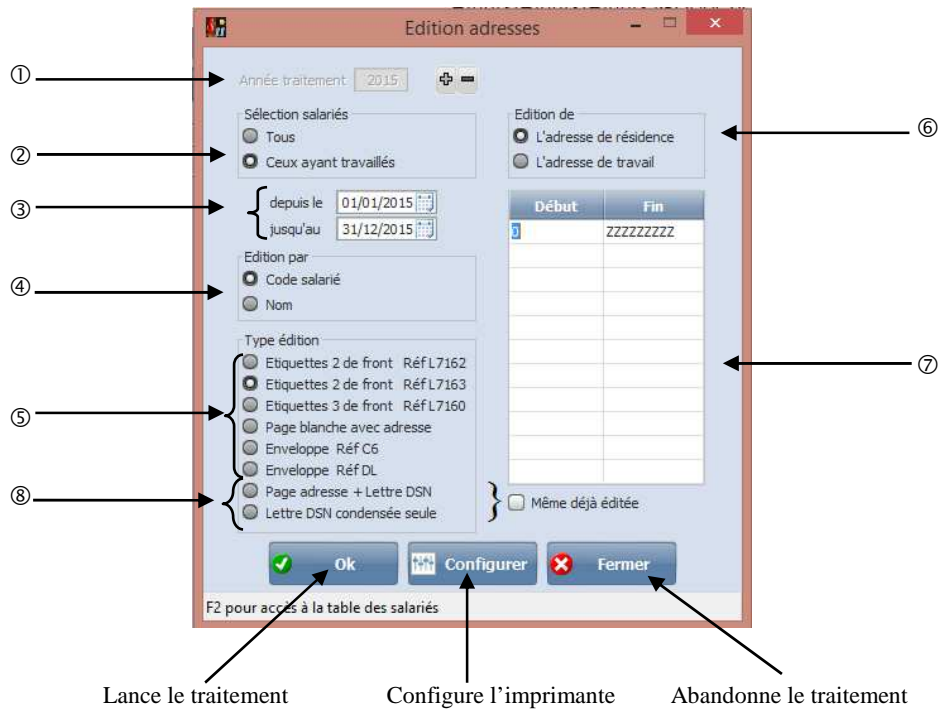 Edition adresses
①
Année traitement 2015
Sélection salariés
Tous
② Ceux ayant travaillés
③
depuis le 01/01/2015
jusqu'au 31/12/2015
Edition par
④
Code salarié
Nom
Type édition
Etiquettes 2 de front Réf L7162
Etiquettes 2 de front Réf L7163
Etiquettes 3 de front Réf L7160
⑤
Page blanche avec adresse
Enveloppe Réf C6
Enveloppe Réf DL
⑧
Page adresse + Lettre DSN
Lettre DSN condensée seule
Edition de
L'adresse de résidence
L'adresse de travail
⑥
Début Fin
0 ZZZZZZZZZ
⑦
Même déjà éditée
Ok Configurer Fermer
F2 pour accès à la table des salariés
Lance le traitement Configure l’imprimante Abandonne le traitement